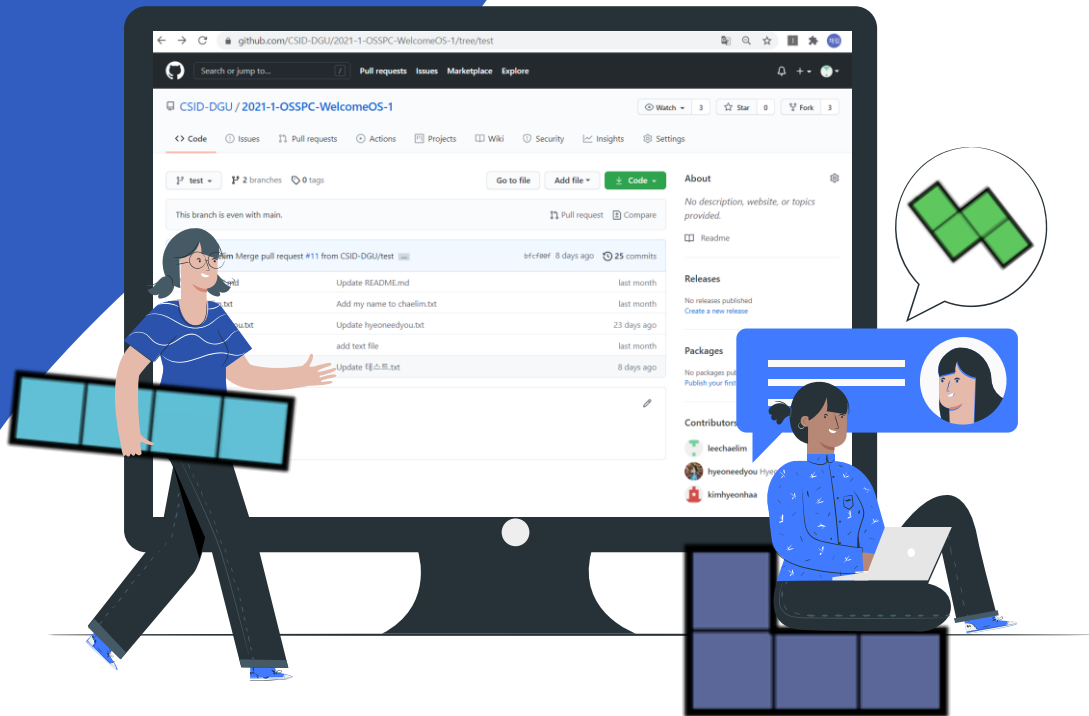 github.com/CSID-DGU/2021-1-OSSPC-WelcomeOS-1/tree/test
Search or jump to... / Pull requests Issues Marketplace Explore
CSID-DGU / 2021-1-OSSPC-WelcomeOS-1
Watch 3 Star 0 Fork 3
Code Issues Pull requests Actions Projects Wiki Security Insights Settings
test 2 branches 0 tags Go to file Add file Code
This branch is even with main. Pull request Compare
Merge pull request #11 from CSID-DGU/test ... bfcf00f 8 days ago 25 commits
Update README.md last month
Add my name to chaelim.txt last month
Update hyeoneedyou.txt 23 days ago
add text file last month
Update 테스트.txt 8 days ago
About
No description, website, or topics
provided.
Readme
Releases
No releases published
Create a new release
Packages
No packages
Publish your first
Contributors
leechaelim
hyeoneedyou
kimhyeonhaa